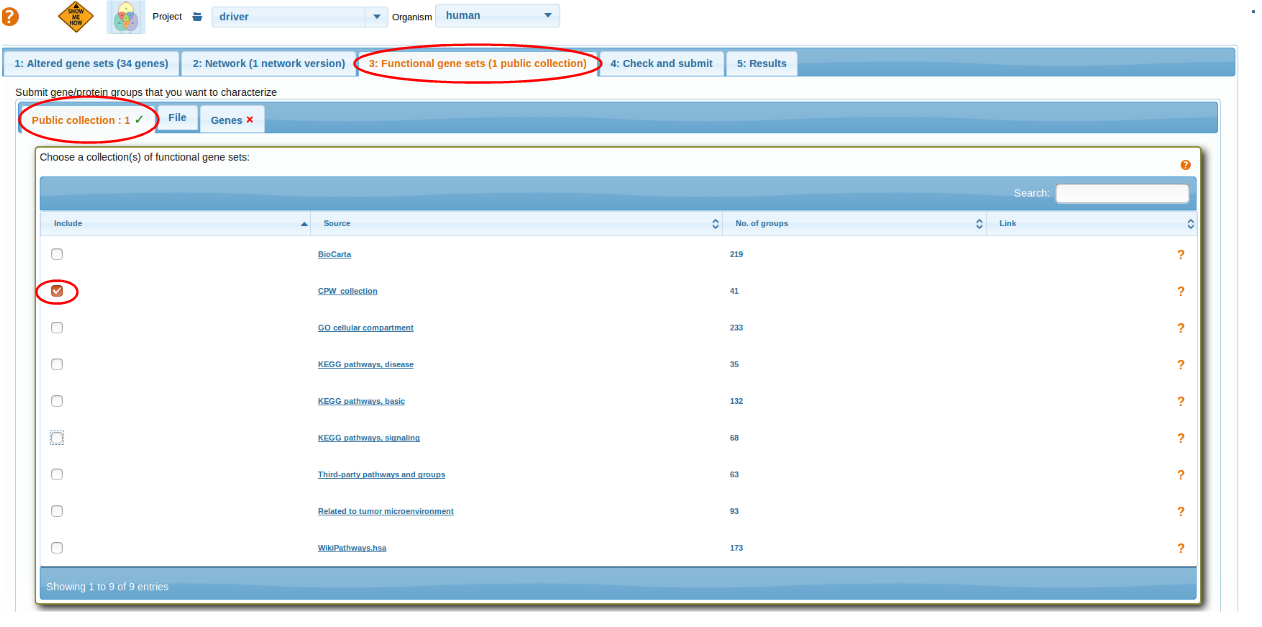 ?
SHOW ME HOW
Project driver Organism human
1: Altered gene sets (34 genes) 2: Network (1 network version) 3: Functional gene sets (1 public collection) 4: Check and submit 5: Results
Submit gene/protein groups that you want to characterize
Public collection : 1 ✓ File Genes ×
Choose a collection(s) of functional gene sets:
?
Search:
Include Source No. of groups Link
BioCarta 219 ?
CPW_collection 41 ?
GO cellular compartment 233 ?
KEGG pathways, disease 35 ?
KEGG pathways, basic 132 ?
KEGG pathways, signaling 68 ?
Third-party pathways and groups 63 ?
Related to tumor microenvironment 93 ?
WikiPathways.hsa 173 ?
Showing 1 to 9 of 9 entries